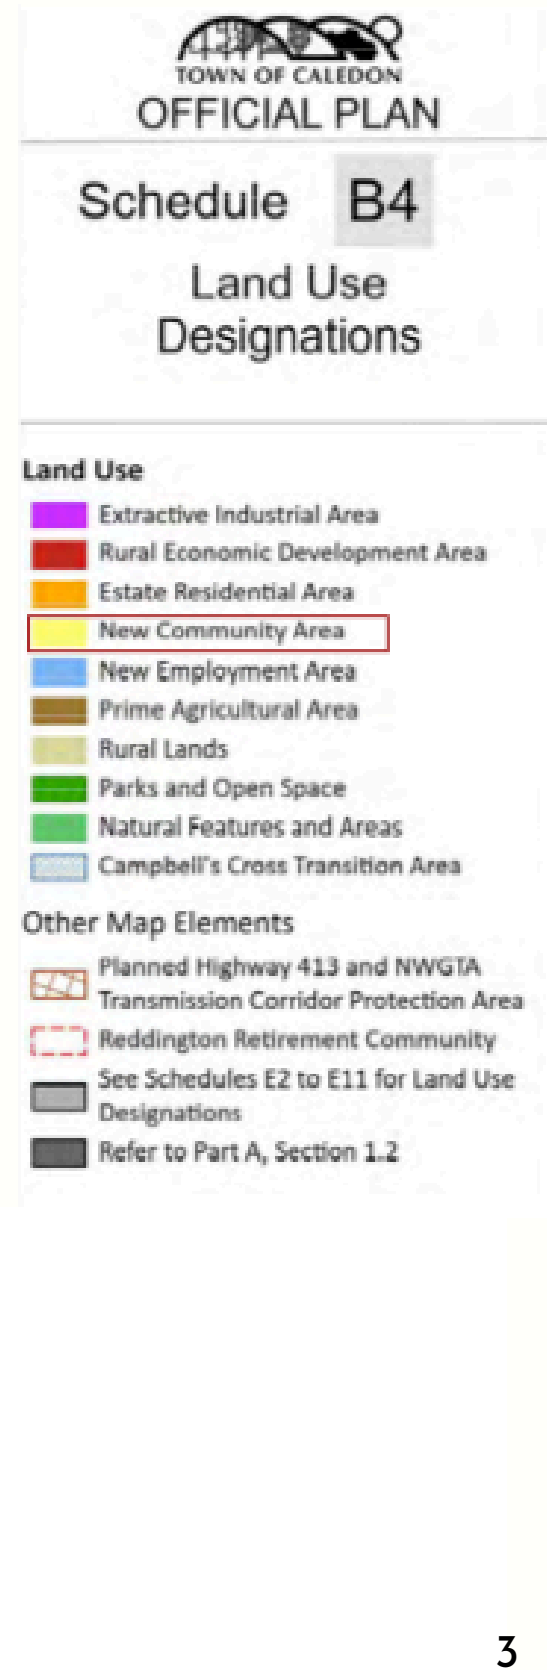 TOWN OF CALEDON
OFFICIAL PLAN
Schedule B4
Land Use
Designations
Land Use
Extractive Industrial Area
Rural Economic Development Area
Estate Residential Area
New Community Area
New Employment Area
Prime Agricultural Area
Rural Lands
Parks and Open Space
Natural Features and Areas
Campbell's Cross Transition Area
Other Map Elements
Planned Highway 413 and NWGTA
Transmission Corridor Protection Area
Reddington Retirement Community
See Schedules E2 to E11 for Land Use
Designations
Refer to Part A, Section 1.2
3